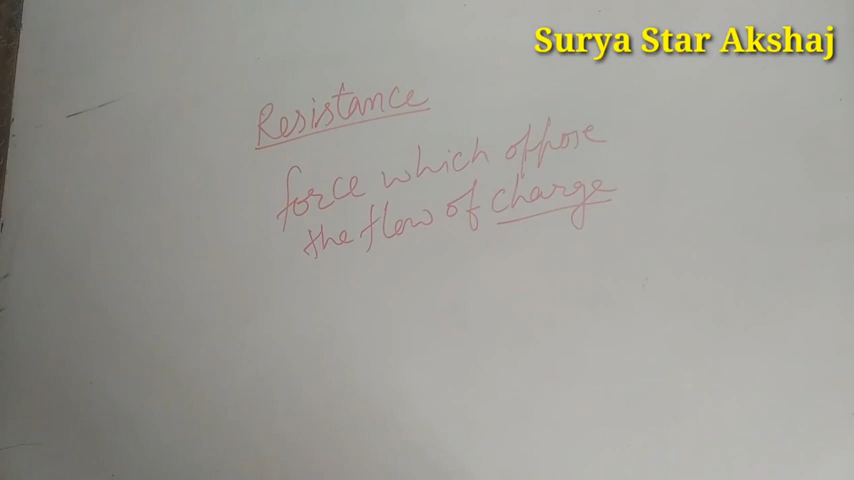 Surya Star Akshaj
Resistance
force which oppose
the flow of charge